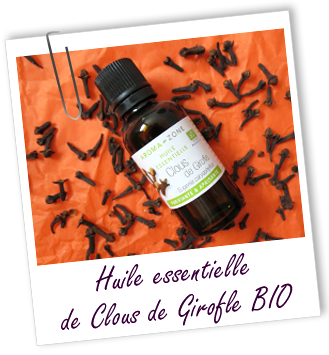 AROMA-ZONE
HUILE
ESSENTIELLE
Clous
de Girofle
Huile essentielle
de Clous de Girofle BIO